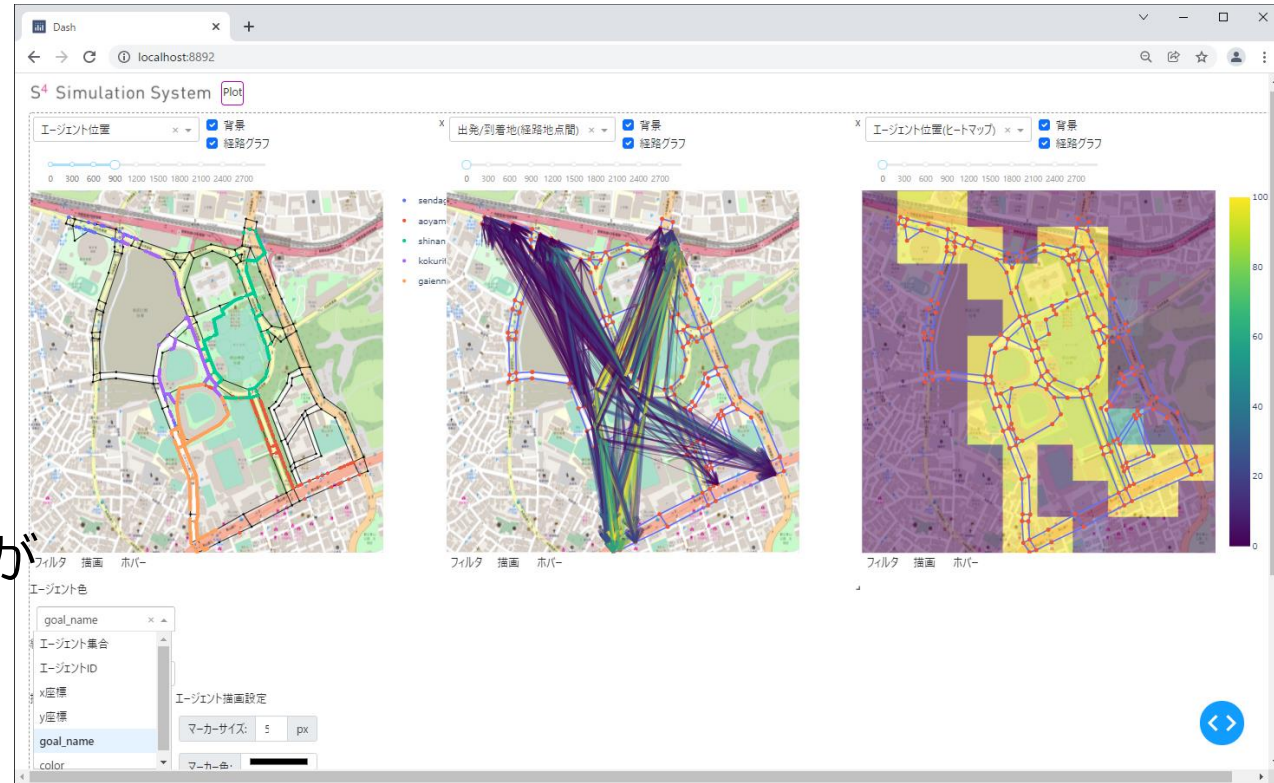 Dash
localhost:8892
S⁴ Simulation System Plot
エージェント位置
背景
経路グラフ
0 300 600 900 1200 1500 1800 2100 2400 2700
sendag
aoyam
shinan
kokurit
gaienn
x
出発/到着地(経路地点間)
背景
経路グラフ
0 300 600 900 1200 1500 1800 2100 2400 2700
x
エージェント位置(ヒートマップ)
背景
経路グラフ
0 300 600 900 1200 1500 1800 2100 2400 2700
100
80
60
40
20
0
が
フィルタ 描画 ホバー
フィルタ 描画 ホバー
フィルタ 描画 ホバー
エージェント色
goal_name
エージェント集合
エージェントID
x座標
y座標
goal_name
color
エージェント描画設定
マーカーサイズ: 5 px
マーカー色: